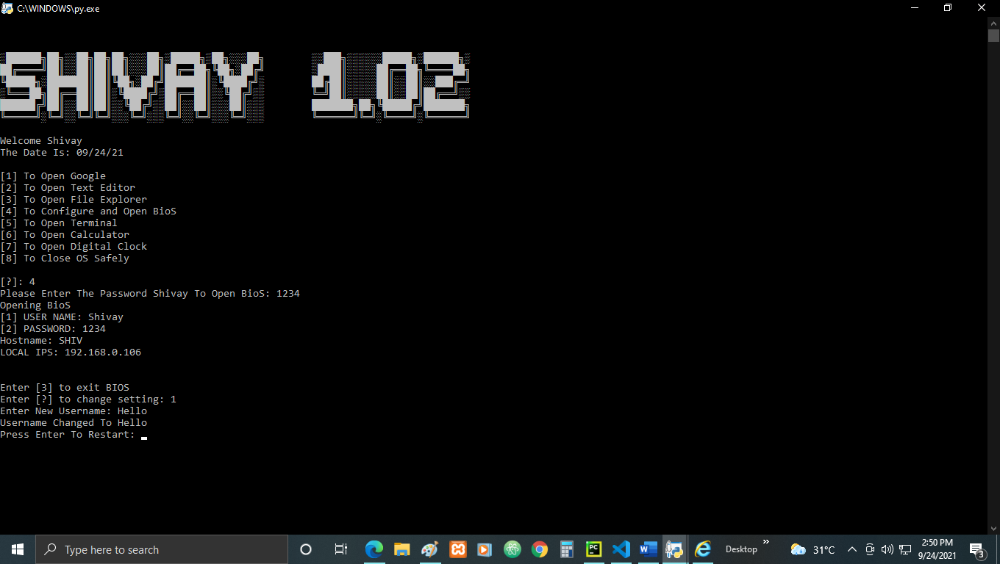 C:\WINDOWS\py.exe
SHIVAY 1.02
Welcome Shivay
The Date Is: 09/24/21
[1] To Open Google
[2] To Open Text Editor
[3] To Open File Explorer
[4] To Configure and Open BioS
[5] To Open Terminal
[6] To Open Calculator
[7] To Open Digital Clock
[8] To Close OS Safely
[?]: 4
Please Enter The Password Shivay To Open BioS: 1234
Opening BioS
[1] USER NAME: Shivay
[2] PASSWORD: 1234
Hostname: SHIV
LOCAL IPS: 192.168.0.106
Enter [3] to exit BIOS
Enter [?] to change setting: 1
Enter New Username: Hello
Username Changed To Hello
Press Enter To Restart:
Type here to search
PC
W
Desktop
31°C
2:50 PM
9/24/2021
3